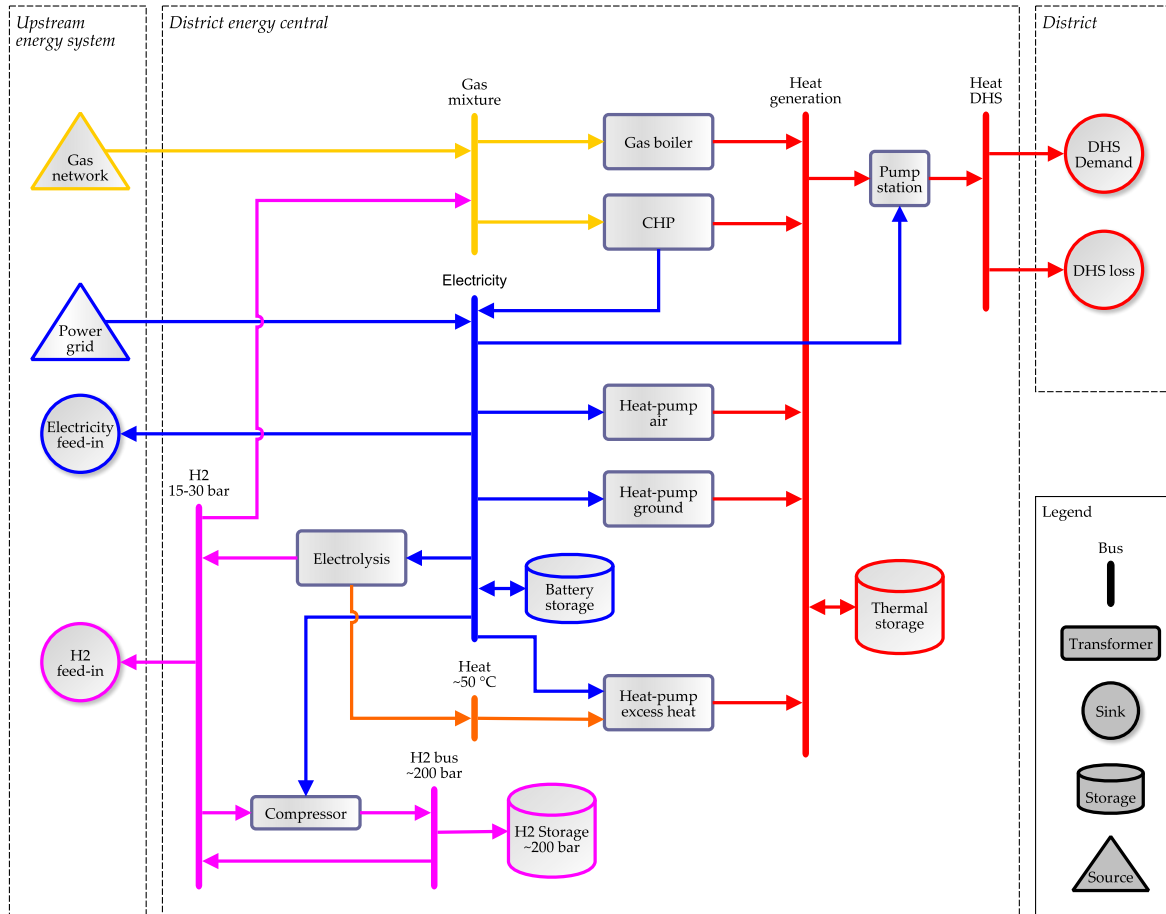 Upstream
energy system
District energy central
District
Gas
mixture
Heat
generation
Heat
DHS
Gas
network
Gas boiler
Pump
station
DHS
Demand
CHP
DHS loss
Electricity
Power
grid
Electricity
feed-in
Heat-pump
air
H2
15-30 bar
Heat-pump
ground
Electrolysis
Battery
storage
Thermal
storage
H2
feed-in
Heat
~50 °C
Heat-pump
excess heat
H2 bus
~200 bar
Compressor
H2 Storage
~200 bar
Legend
Bus
Transformer
Sink
Storage
Source